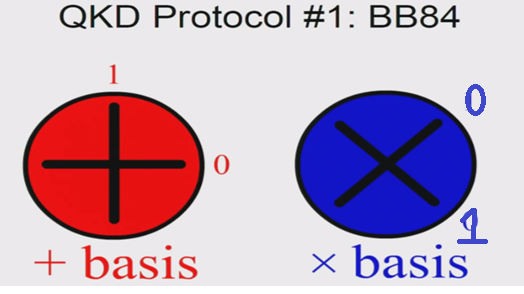 QKD Protocol #1: BB84
1
0
0
1
+ basis
× basis